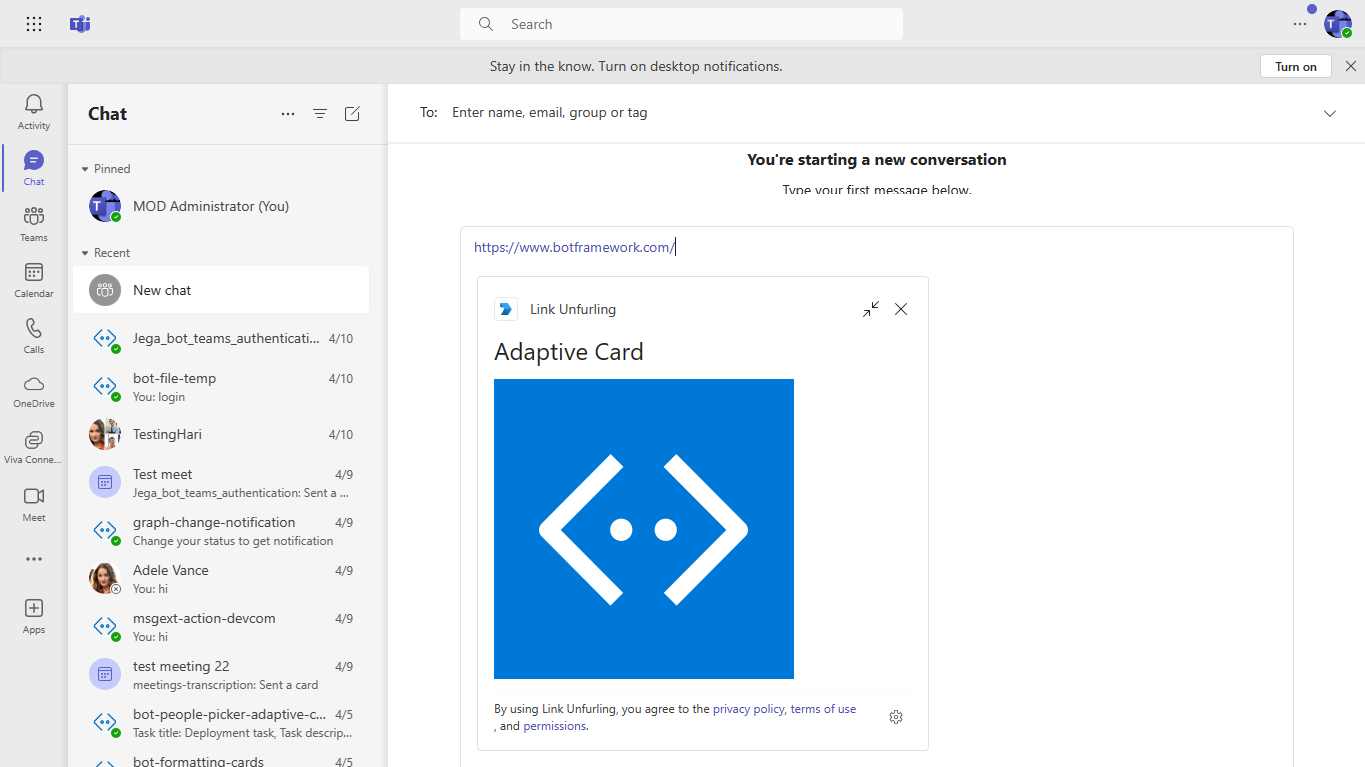 Search
Stay in the know. Turn on desktop notifications.
Turn on
Activity
Chat
Teams
Calendar
Calls
OneDrive
Viva Conne...
Meet
Apps
Chat
Pinned
MOD Administrator (You)
Recent
New chat
Jega_bot_teams_authenticati... 4/10
bot-file-temp 4/10
You: login
TestingHari 4/10
Test meet 4/9
Jega_bot_teams_authentication: Sent a ...
graph-change-notification 4/9
Change your status to get notification
Adele Vance 4/9
You: hi
msgext-action-devcom 4/9
You: hi
test meeting 22 4/9
meetings-transcription: Sent a card
bot-people-picker-adaptive-c... 4/5
Task title: Deployment task, Task descrip...
bot-formatting-cards 4/5
To: Enter name, email, group or tag
You're starting a new conversation
Type your first message below.
https://www.botframework.com/
Link Unfurling
Adaptive Card
By using Link Unfurling, you agree to the privacy policy, terms of use
, and permissions.